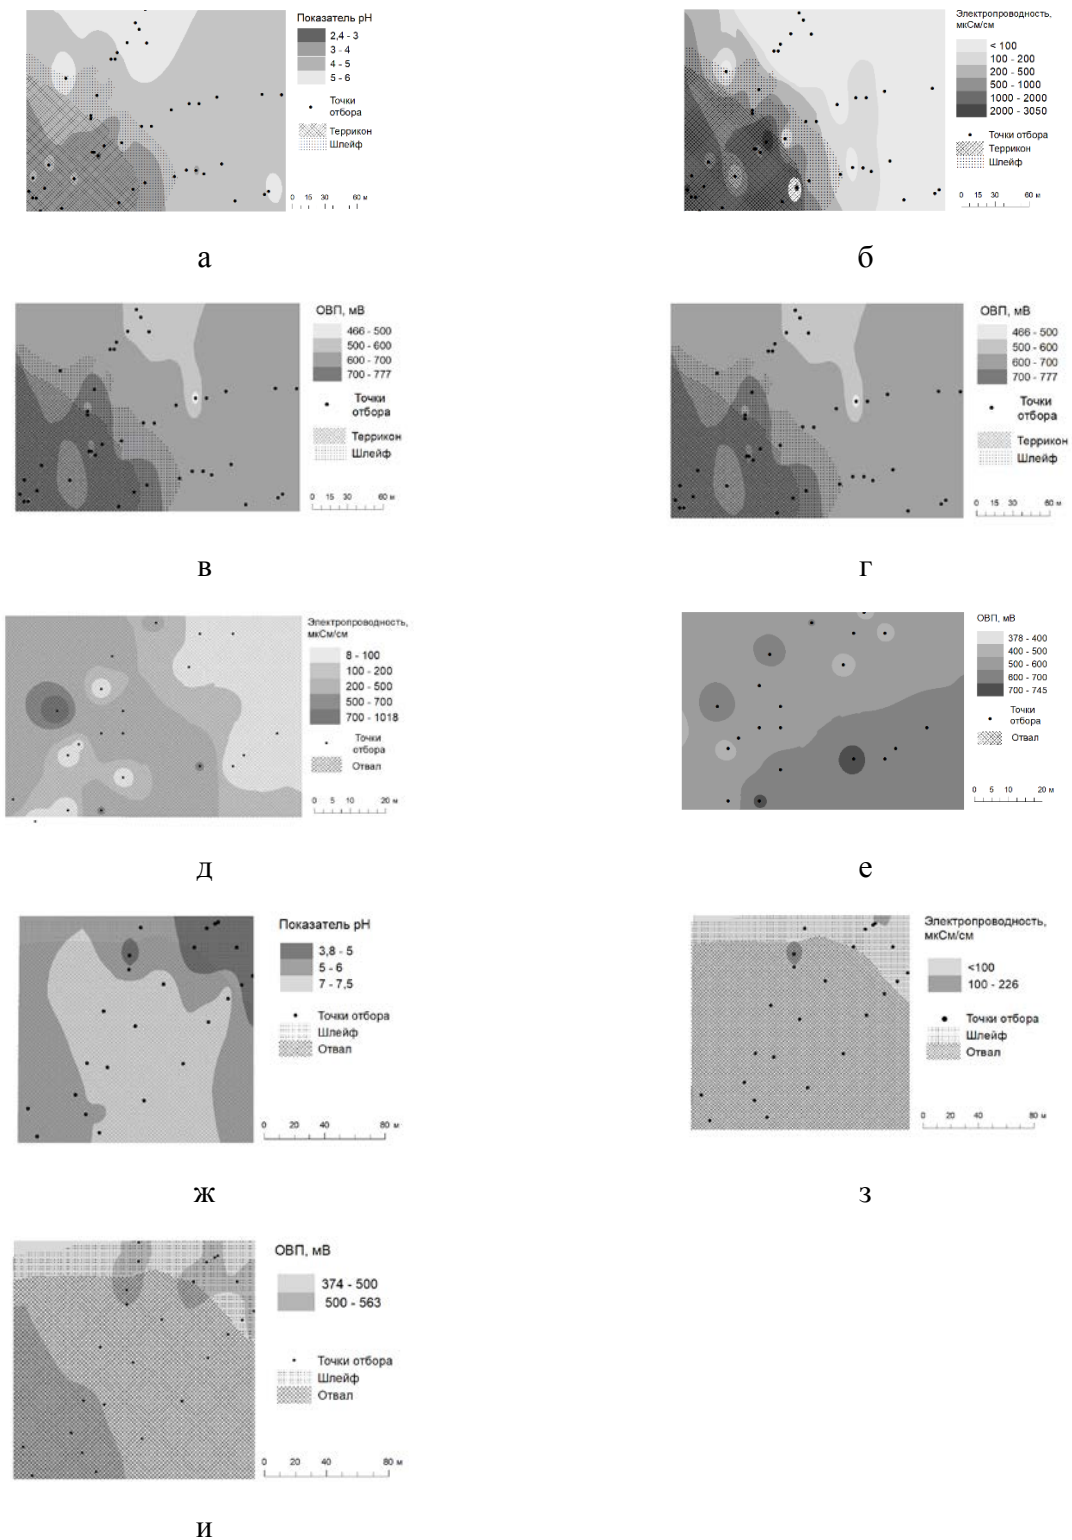 Показатель pH
2,4 - 3
3 - 4
4 - 5
5 - 6
Точки
отбора
Террикон
Шлейф
0 15 30 60 м
а
Электропроводность,
мкСм/см
< 100
100 - 200
200 - 500
500 - 1000
1000 - 2000
2000 - 3050
Точки отбора
Террикон
Шлейф
0 15 30 60 м
б
ОВП, мВ
466 - 500
500 - 600
600 - 700
700 - 777
Точки
отбора
Террикон
Шлейф
0 15 30 60 м
в
ОВП, мВ
466 - 500
500 - 600
600 - 700
700 - 777
Точки
отбора
Террикон
Шлейф
0 15 30 60 м
г
Электропроводность,
мкСм/см
8 - 100
100 - 200
200 - 500
500 - 700
700 - 1018
Точки
отбора
Отвал
0 5 10 20 м
д
ОВП, мВ
378 - 400
400 - 500
500 - 600
600 - 700
700 - 745
Точки
отбора
Отвал
0 5 10 20 м
е
Показатель pH
3,8 - 5
5 - 6
7 - 7,5
Точки отбора
Шлейф
Отвал
0 20 40 80 м
ж
Электропроводность,
мкСм/см
<100
100 - 226
Точки отбора
Шлейф
Отвал
0 20 40 80 м
з
ОВП, мВ
374 - 500
500 - 563
Точки отбора
Шлейф
Отвал
0 20 40 80 м
и